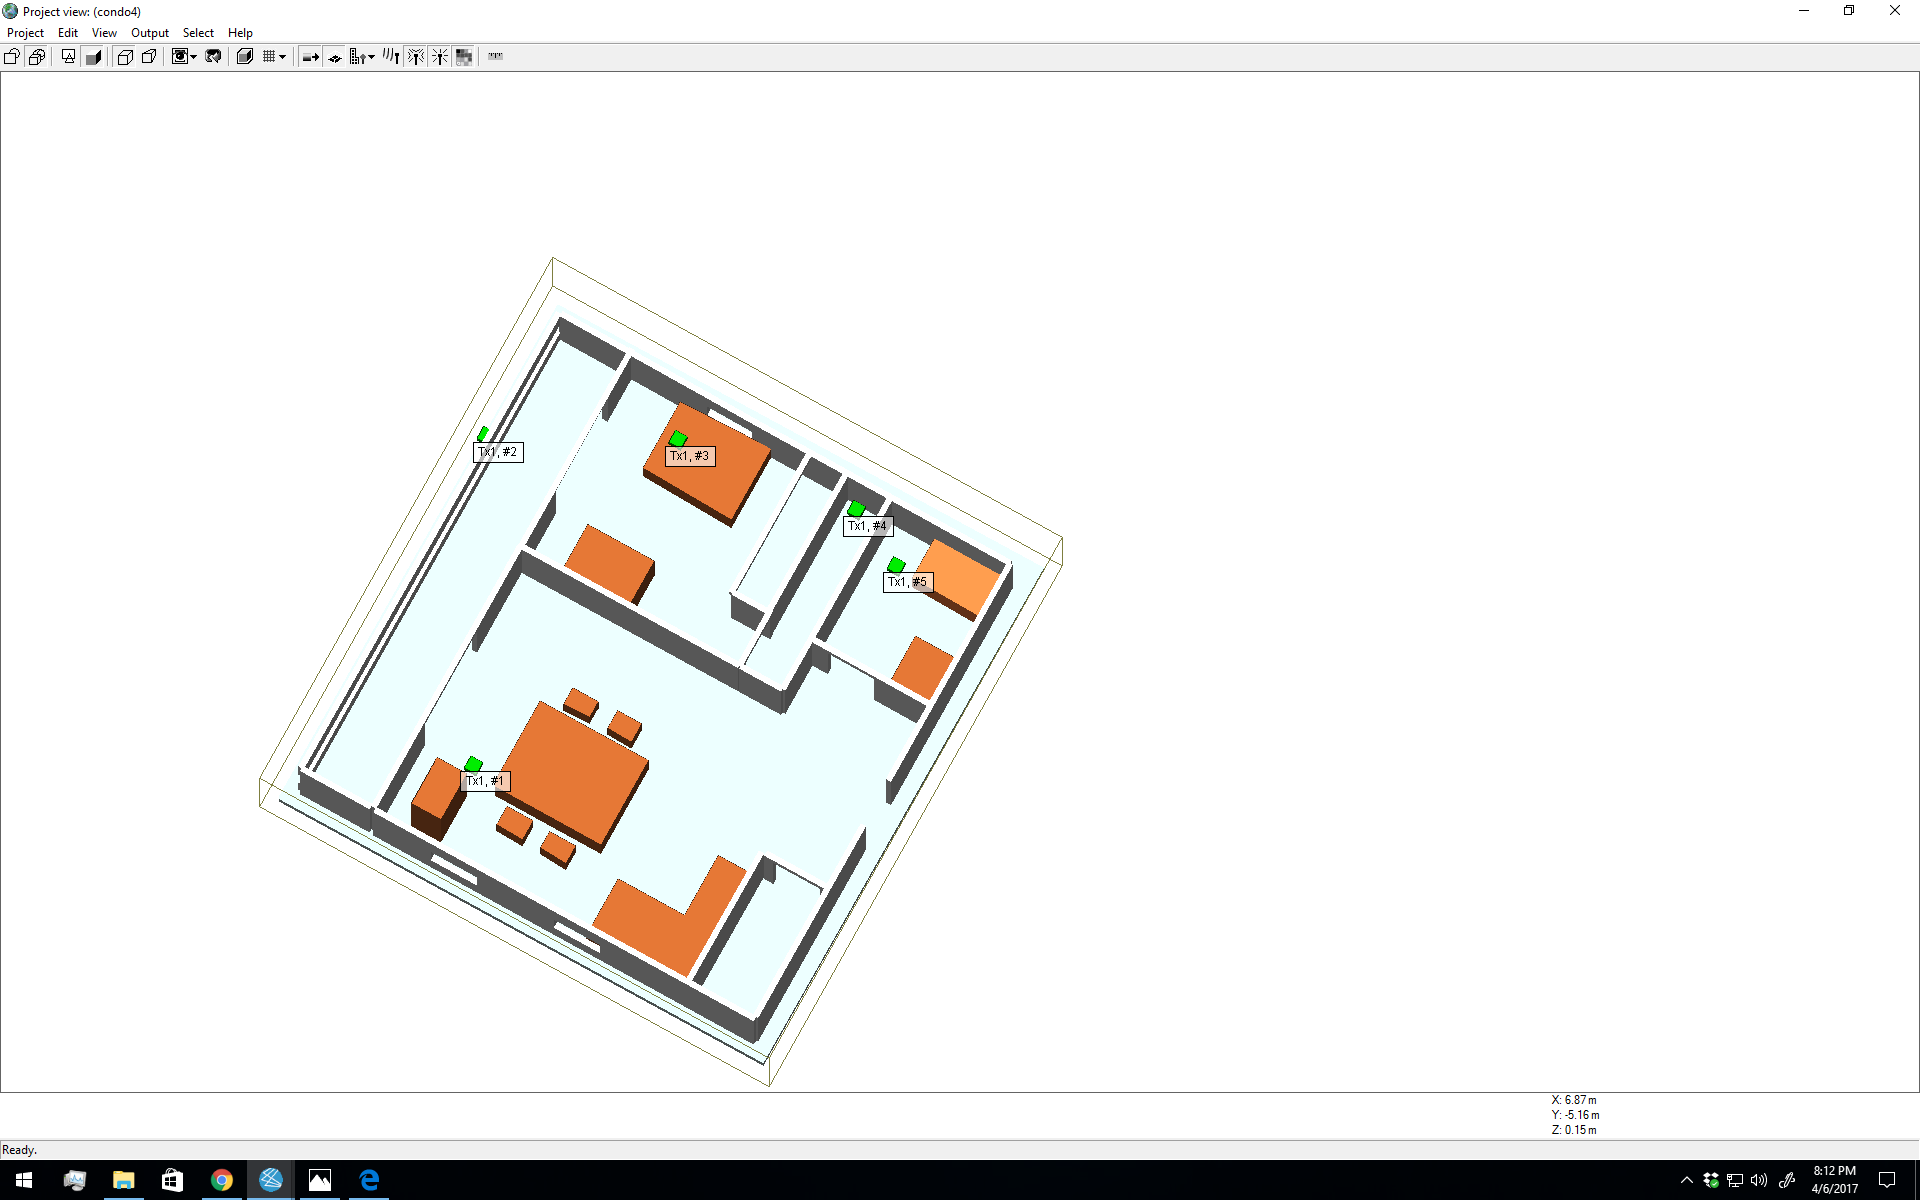 Project view: (condo4)
Project Edit View Output Select Help
Tx1, #2
Tx1, #3
Tx1, #4
Tx1, #5
Tx1, #1
X: 6.87 m
Y: -5.16 m
Z: 0.15 m
Ready.
8:12 PM
4/6/2017